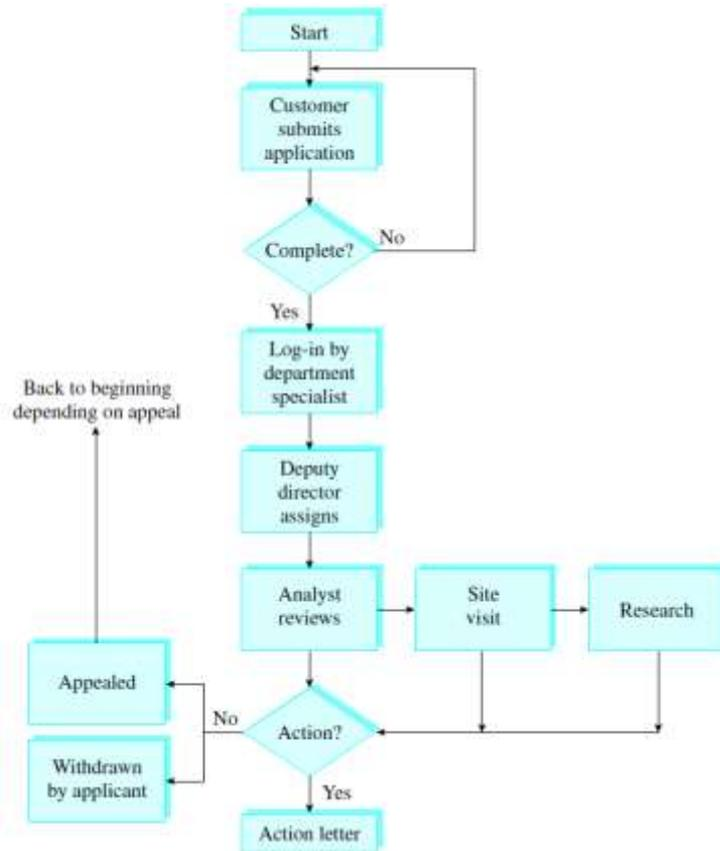 Start
Customer
submits
application
Complete?
No
Yes
Log-in by
department
specialist
Back to beginning
depending on appeal
Deputy
director
assigns
Analyst
reviews
Site
visit
Research
Appealed
No
Action?
Withdrawn
by applicant
Yes
Action letter